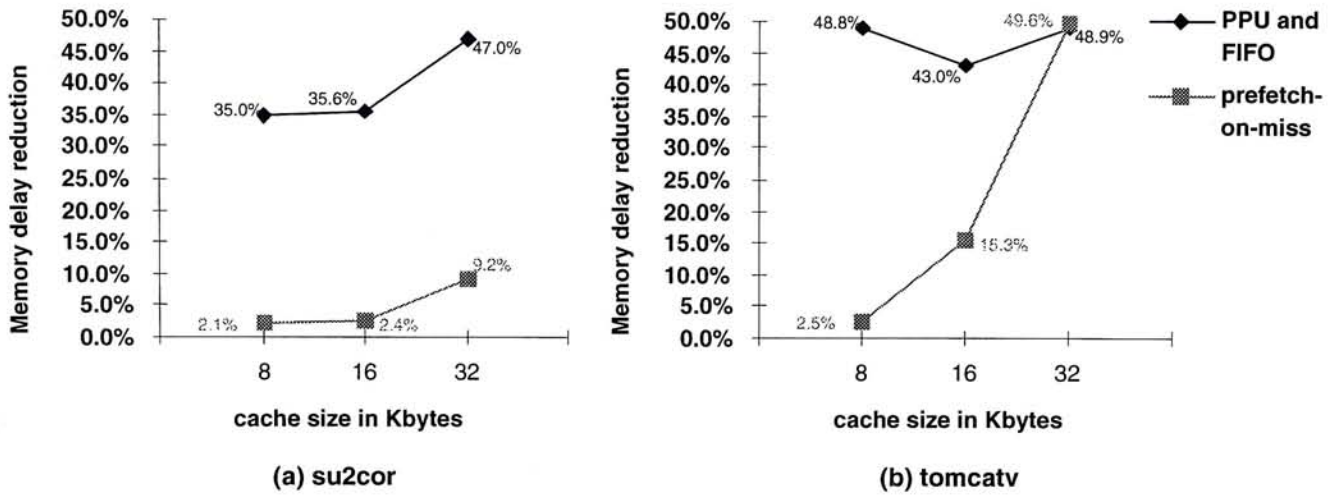 50.0%
45.0%
40.0%
35.0%
30.0%
25.0%
20.0%
15.0%
10.0%
5.0%
0.0%
Memory delay reduction
35.0%
35.6%
47.0%
2.1%
2.4%
9.2%
8 16 32
cache size in Kbytes
(a) su2cor
50.0%
45.0%
40.0%
35.0%
30.0%
25.0%
20.0%
15.0%
10.0%
5.0%
0.0%
Memory delay reduction
48.8%
43.0%
49.6%
48.9%
2.5%
15.3%
8 16 32
cache size in Kbytes
(b) tomcatv
PPU and
FIFO
prefetch-
on-miss